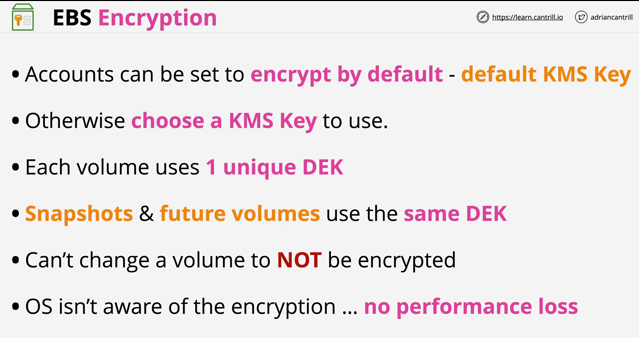 EBS Encryption
https://learn.cantrill.io
adriancantrill
• Accounts can be set to encrypt by default - default KMS Key
• Otherwise choose a KMS Key to use.
• Each volume uses 1 unique DEK
• Snapshots & future volumes use the same DEK
• Can't change a volume to NOT be encrypted
• OS isn't aware of the encryption ... no performance loss